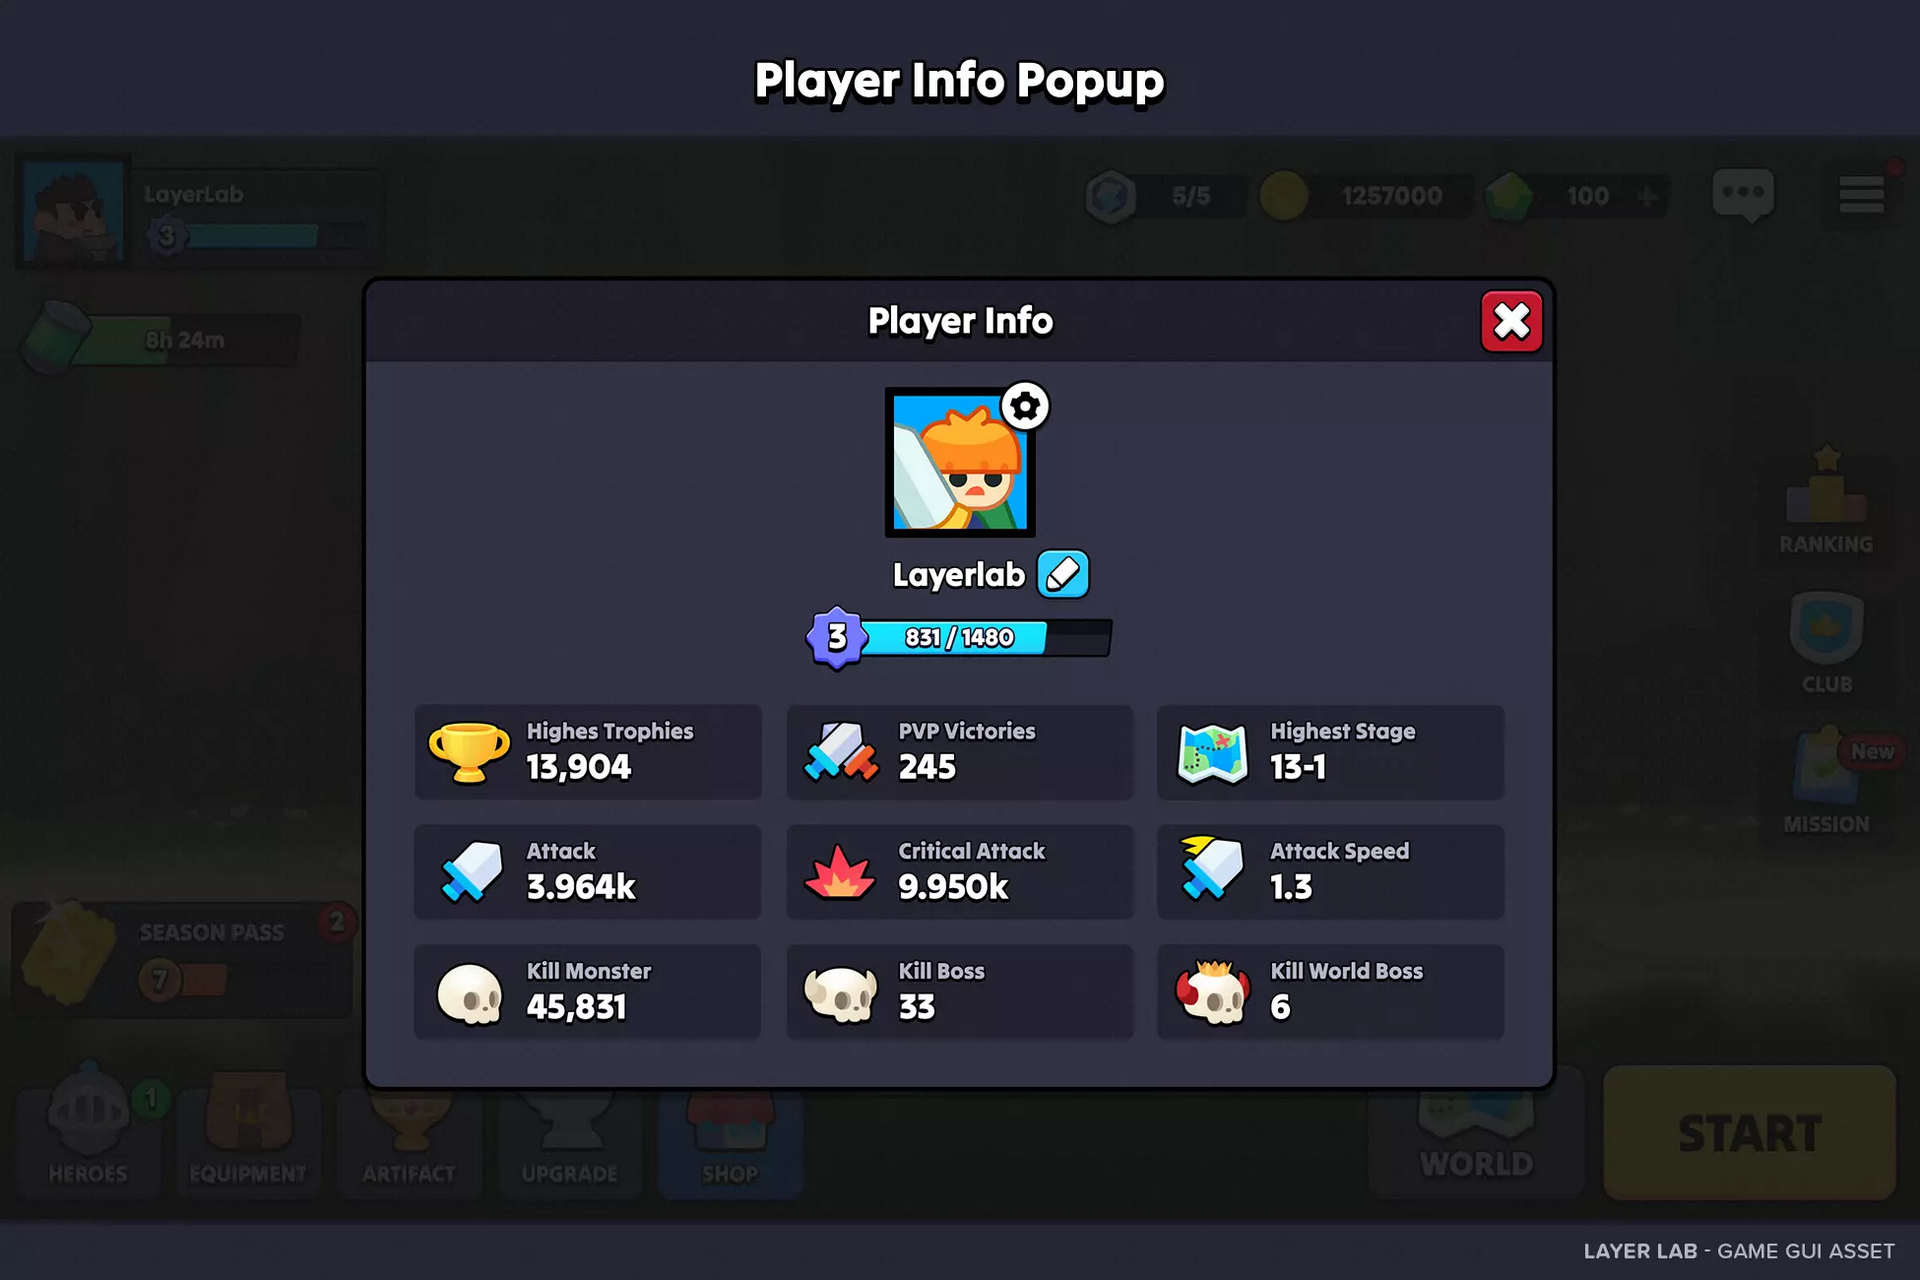 Player Info Popup
LayerLab
3
5/5
1257000
100
8h 24m
Player Info
Layerlab
3
831 / 1480
Highes Trophies
13,904
PVP Victories
245
Highest Stage
13-1
Attack
3.964k
Critical Attack
9.950k
Attack Speed
1.3
Kill Monster
45,831
Kill Boss
33
Kill World Boss
6
RANKING
CLUB
New
MISSION
SEASON PASS
2
7
1
HEROES
EQUIPMENT
ARTIFACT
UPGRADE
SHOP
WORLD
START
LAYER LAB - GAME GUI ASSET